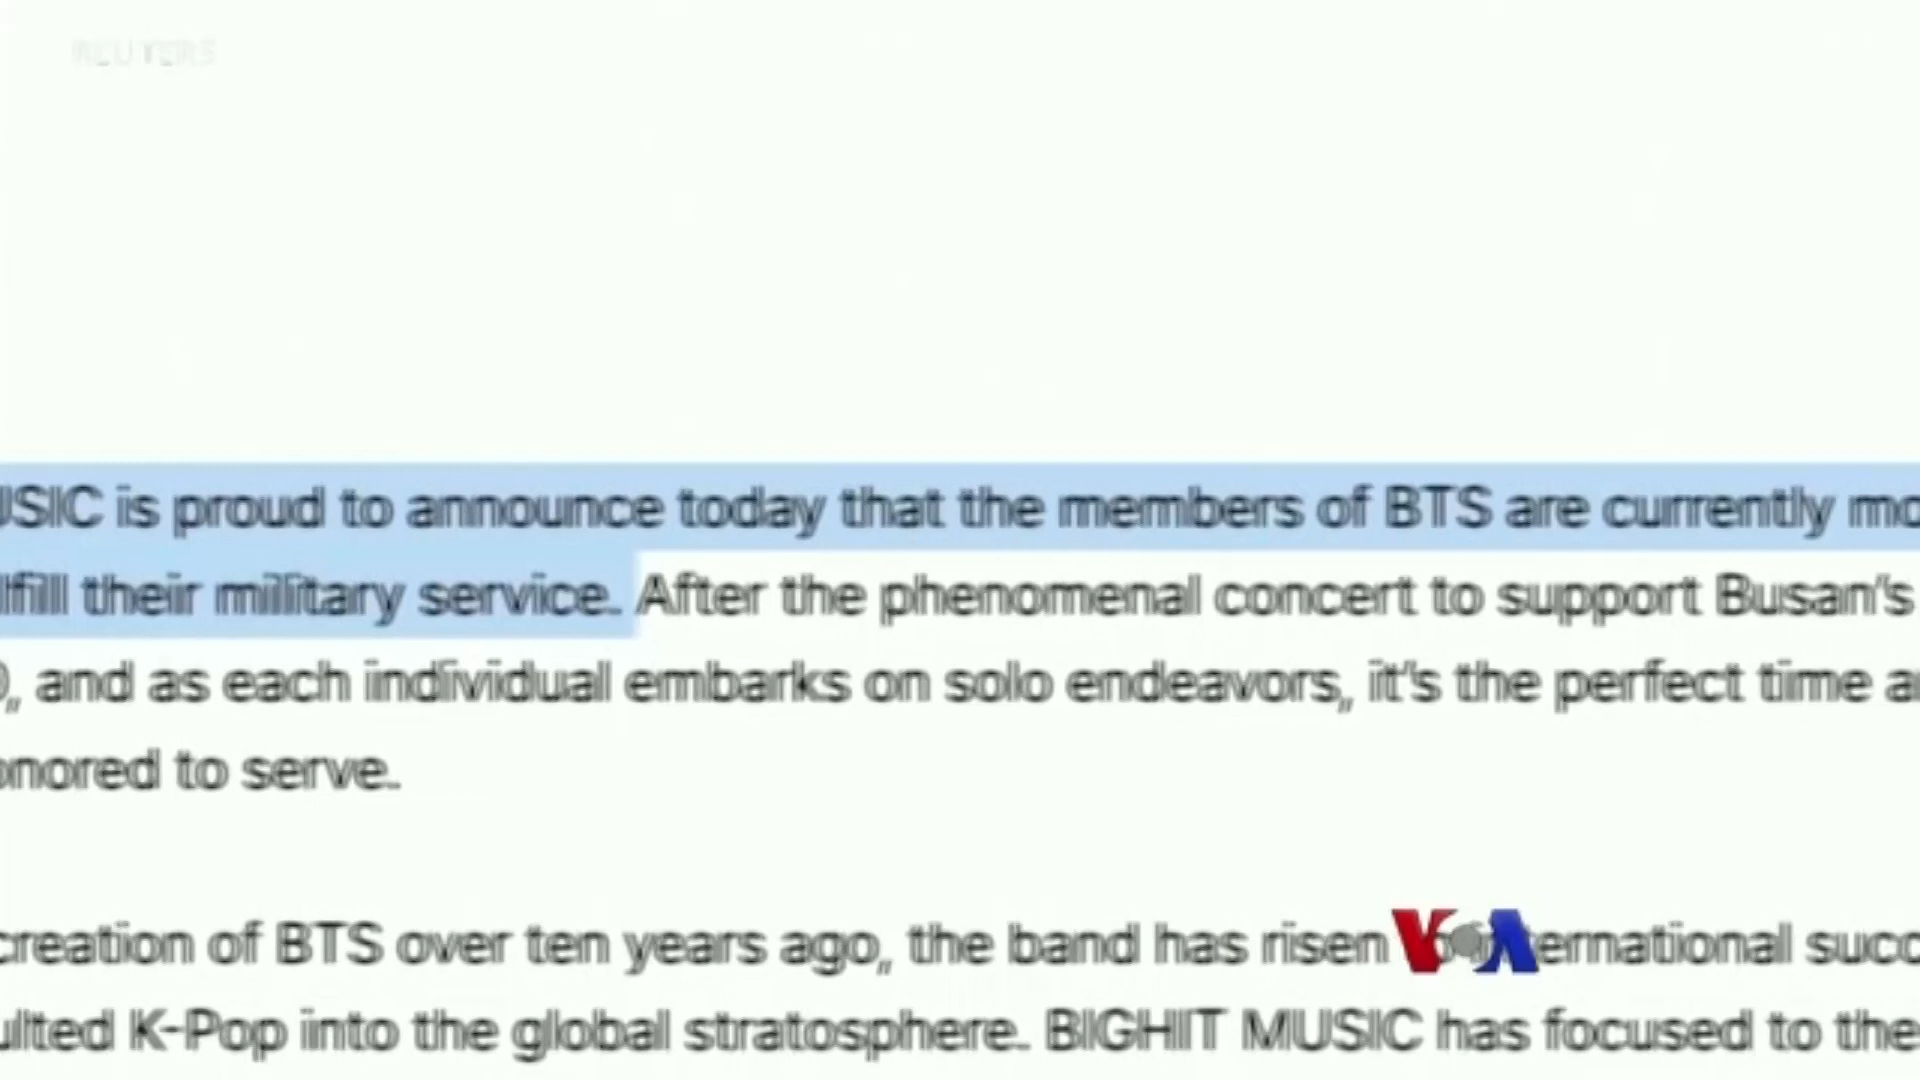 REUTERS
USIC is proud to announce today that the members of BTS are currently mo
lfill their military service. After the phenomenal concert to support Busan's
), and as each individual embarks on solo endeavors, it's the perfect time a
onored to serve.
creation of BTS over ten years ago, the band has risen VOA ernational succ
ulted K-Pop into the global stratosphere. BIGHIT MUSIC has focused to the